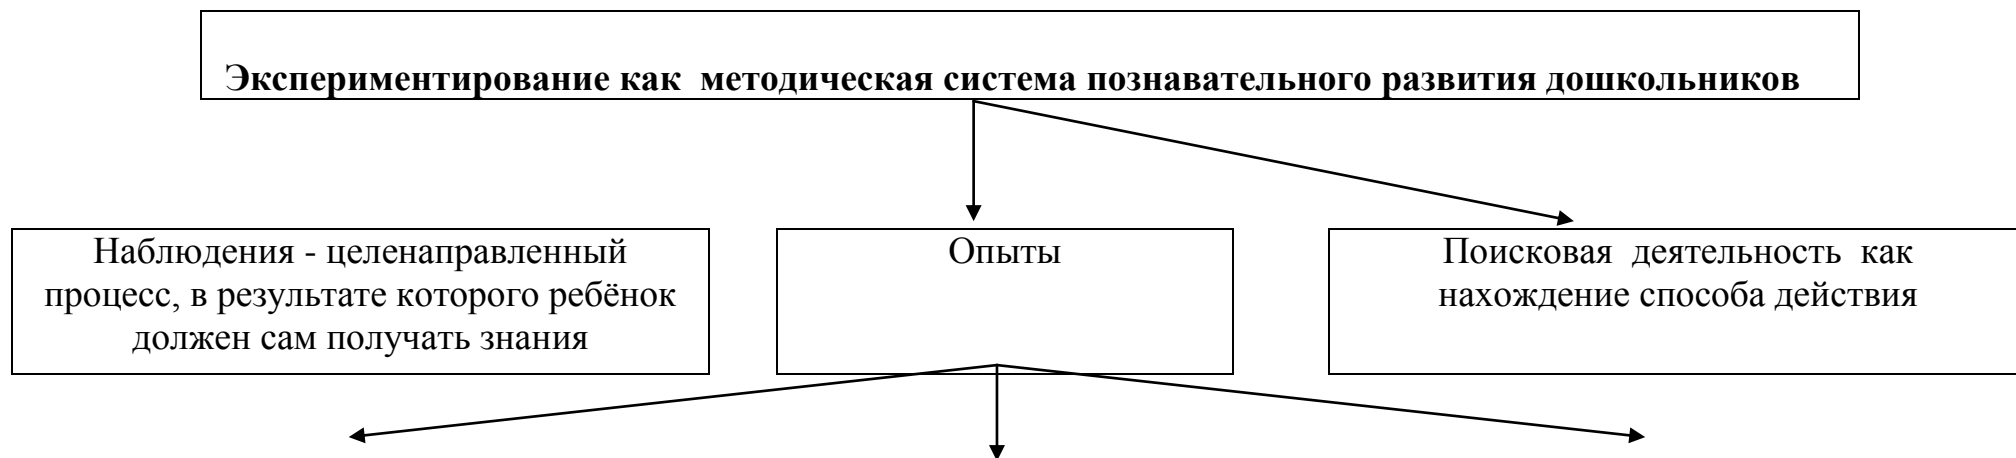 Экспериментирование как методическая система познавательного развития дошкольников
Наблюдения - целенаправленный
процесс, в результате которого ребёнок
должен сам получать знания
Опыты
Поисковая деятельность как
нахождение способа действия